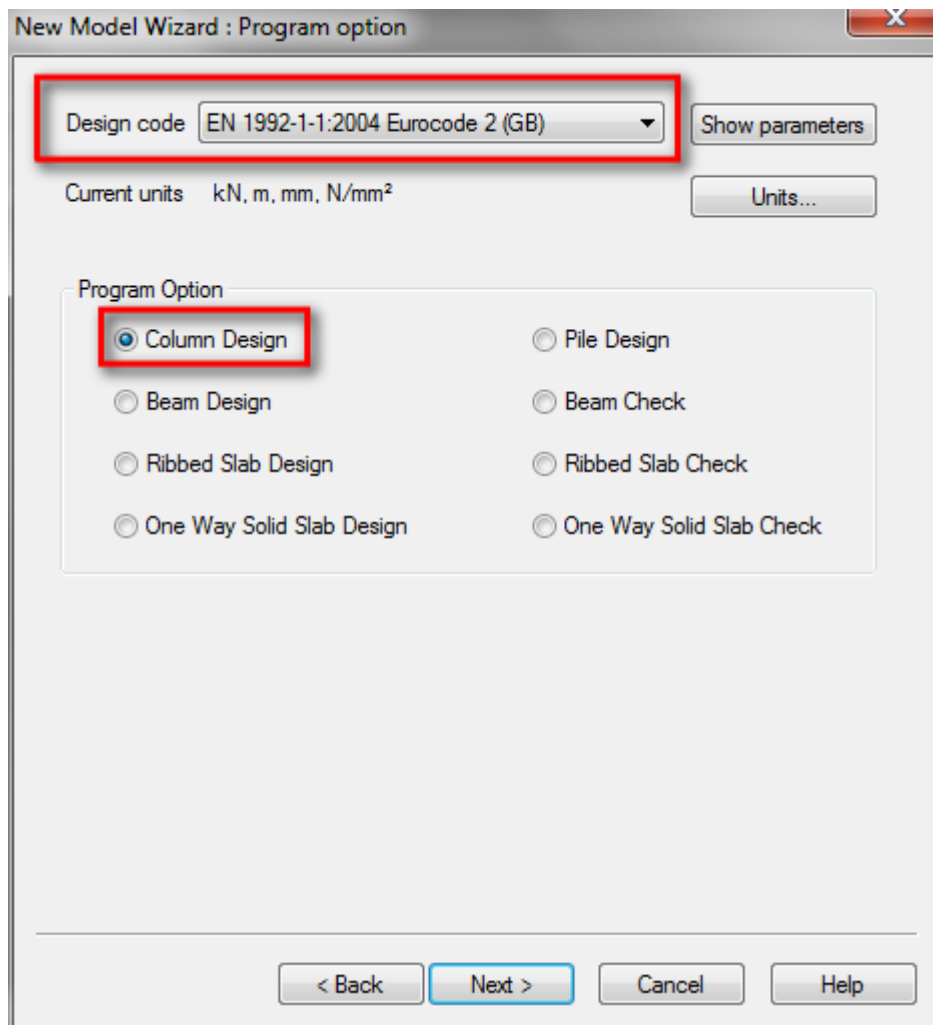 New Model Wizard : Program option
Design code EN 1992-1-1:2004 Eurocode 2 (GB) Show parameters
Current units kN, m, mm, N/mm² Units...
Program Option
Column Design Pile Design
Beam Design Beam Check
Ribbed Slab Design Ribbed Slab Check
One Way Solid Slab Design One Way Solid Slab Check
< Back Next > Cancel Help